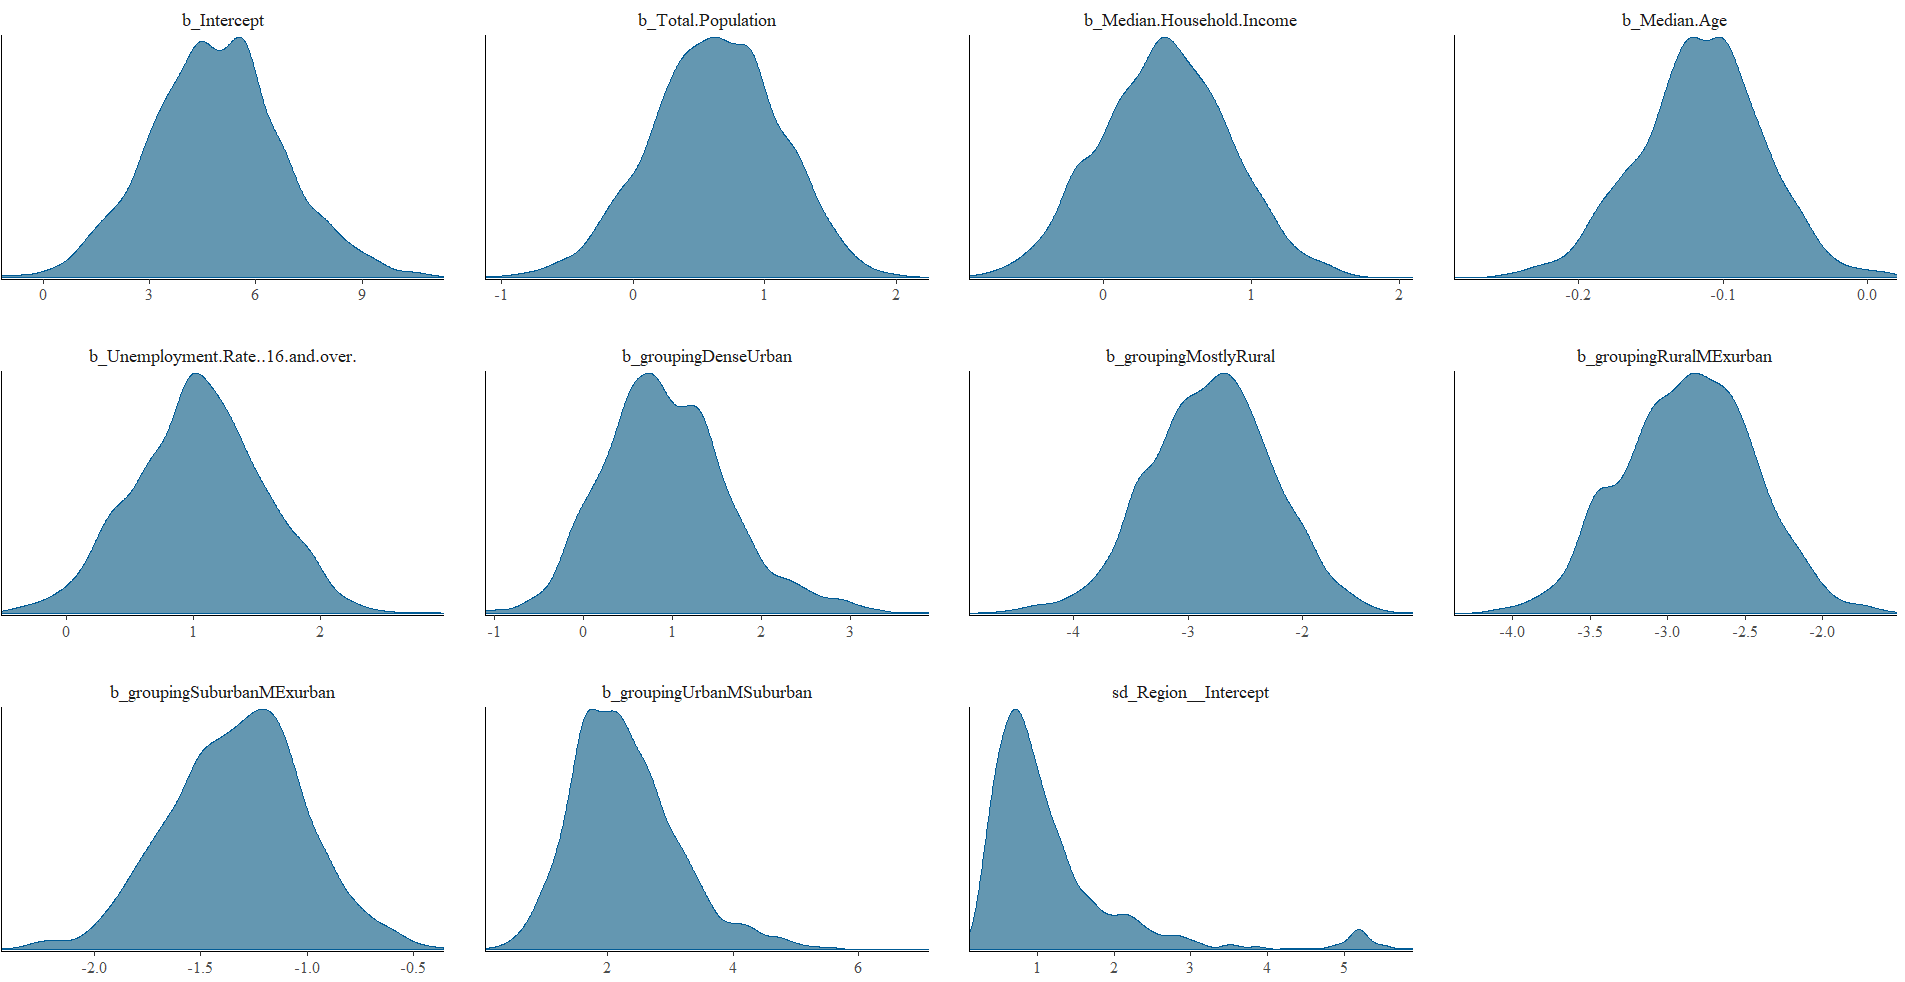 b_Intercept b_Total.Population b_Median.Household.Income b_Median.Age
0 3 6 9 -1 0 1 2 0 1 2 -0.2 -0.1 0.0
b_Unemployment.Rate..16.and.over. b_groupingDenseUrban b_groupingMostlyRural b_groupingRuralMExurban
0 1 2 -1 0 1 2 3 -4 -3 -2 -4.0 -3.5 -3.0 -2.5 -2.0
b_groupingSuburbanMExurban b_groupingUrbanMSuburban sd_Region__Intercept
-2.0 -1.5 -1.0 -0.5 2 4 6 1 2 3 4 5